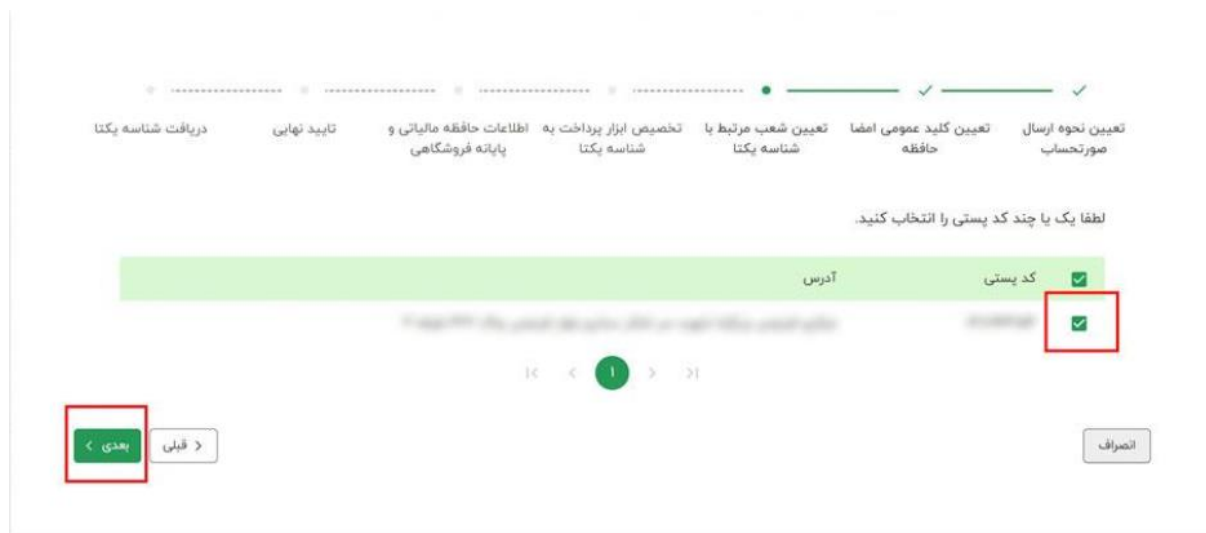 تعیین نحوه ارسال صورتحساب
تعیین کلید عمومی امضا حافظه
تعیین شعب مرتبط با شناسه یکتا
تخصیص ابزار پرداخت به شناسه یکتا
اطلاعات حافظه مالیاتی و پایانه فروشگاهی
تایید نهایی
دریافت شناسه یکتا
لطفا یک یا چند کد پستی را انتخاب کنید.
کد پستی آدرس
۱
انصراف قبلی بعدی